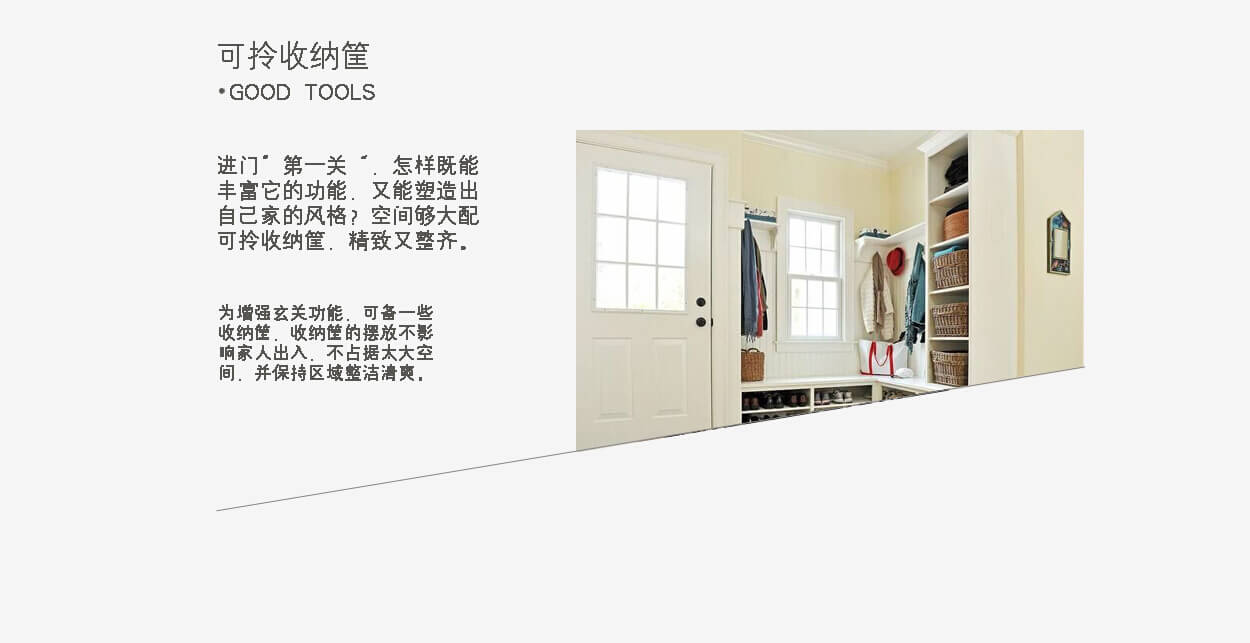 可拎收纳筐
•GOOD TOOLS
进门“第一关”，怎样既能
丰富它的功能，又能塑造出
自己家的风格？空间够大配
可拎收纳筐，精致又整齐。
为增强玄关功能，可备一些
收纳筐，收纳筐的摆放不影
响家人出入，不占据太大空
间，并保持区域整洁清爽。